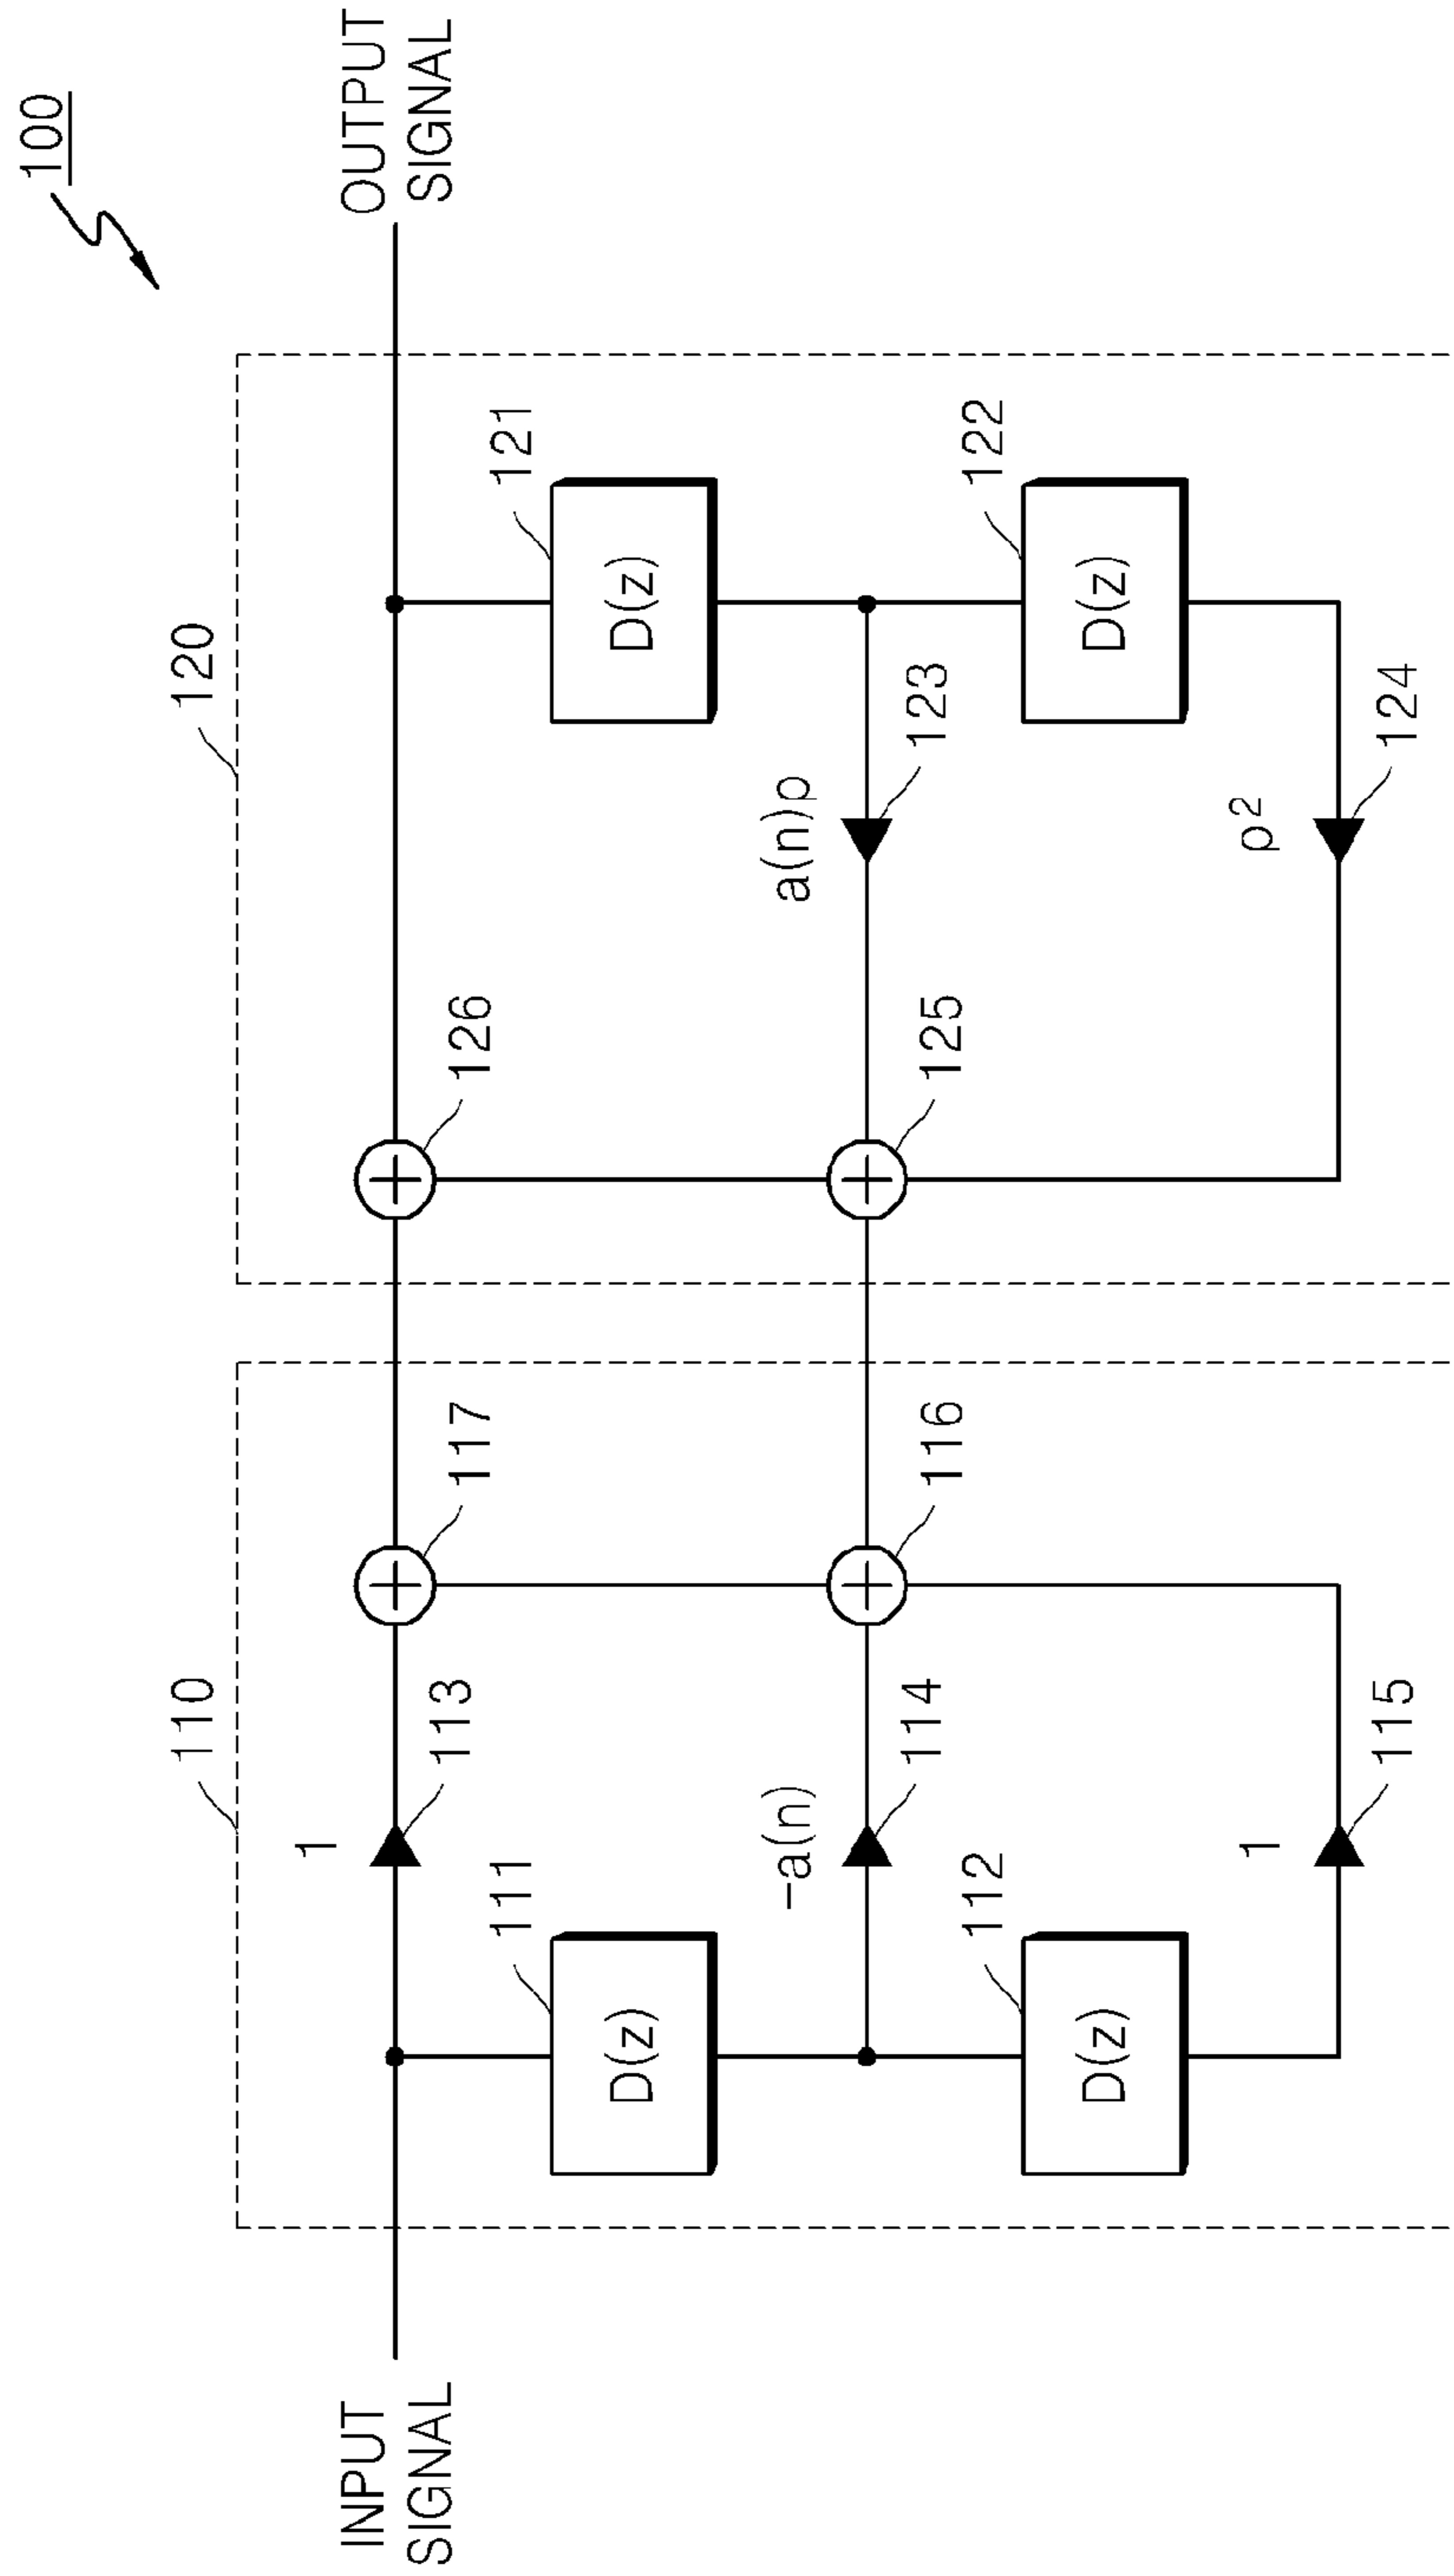 100
110
120
INPUT
SIGNAL
OUTPUT
SIGNAL
1
113
117
126
111
D(z)
121
D(z)
-a(n)
114
116
125
a(n)ρ
123
112
D(z)
122
D(z)
1
115
ρ²
124